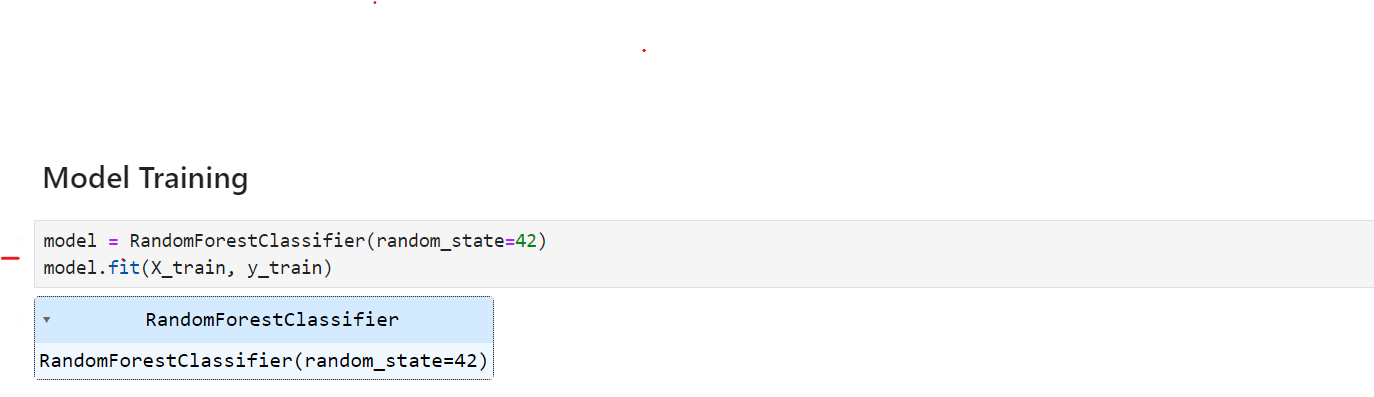 Model Training
model = RandomForestClassifier(random_state=42)
model.fit(X_train, y_train)
RandomForestClassifier
RandomForestClassifier(random_state=42)